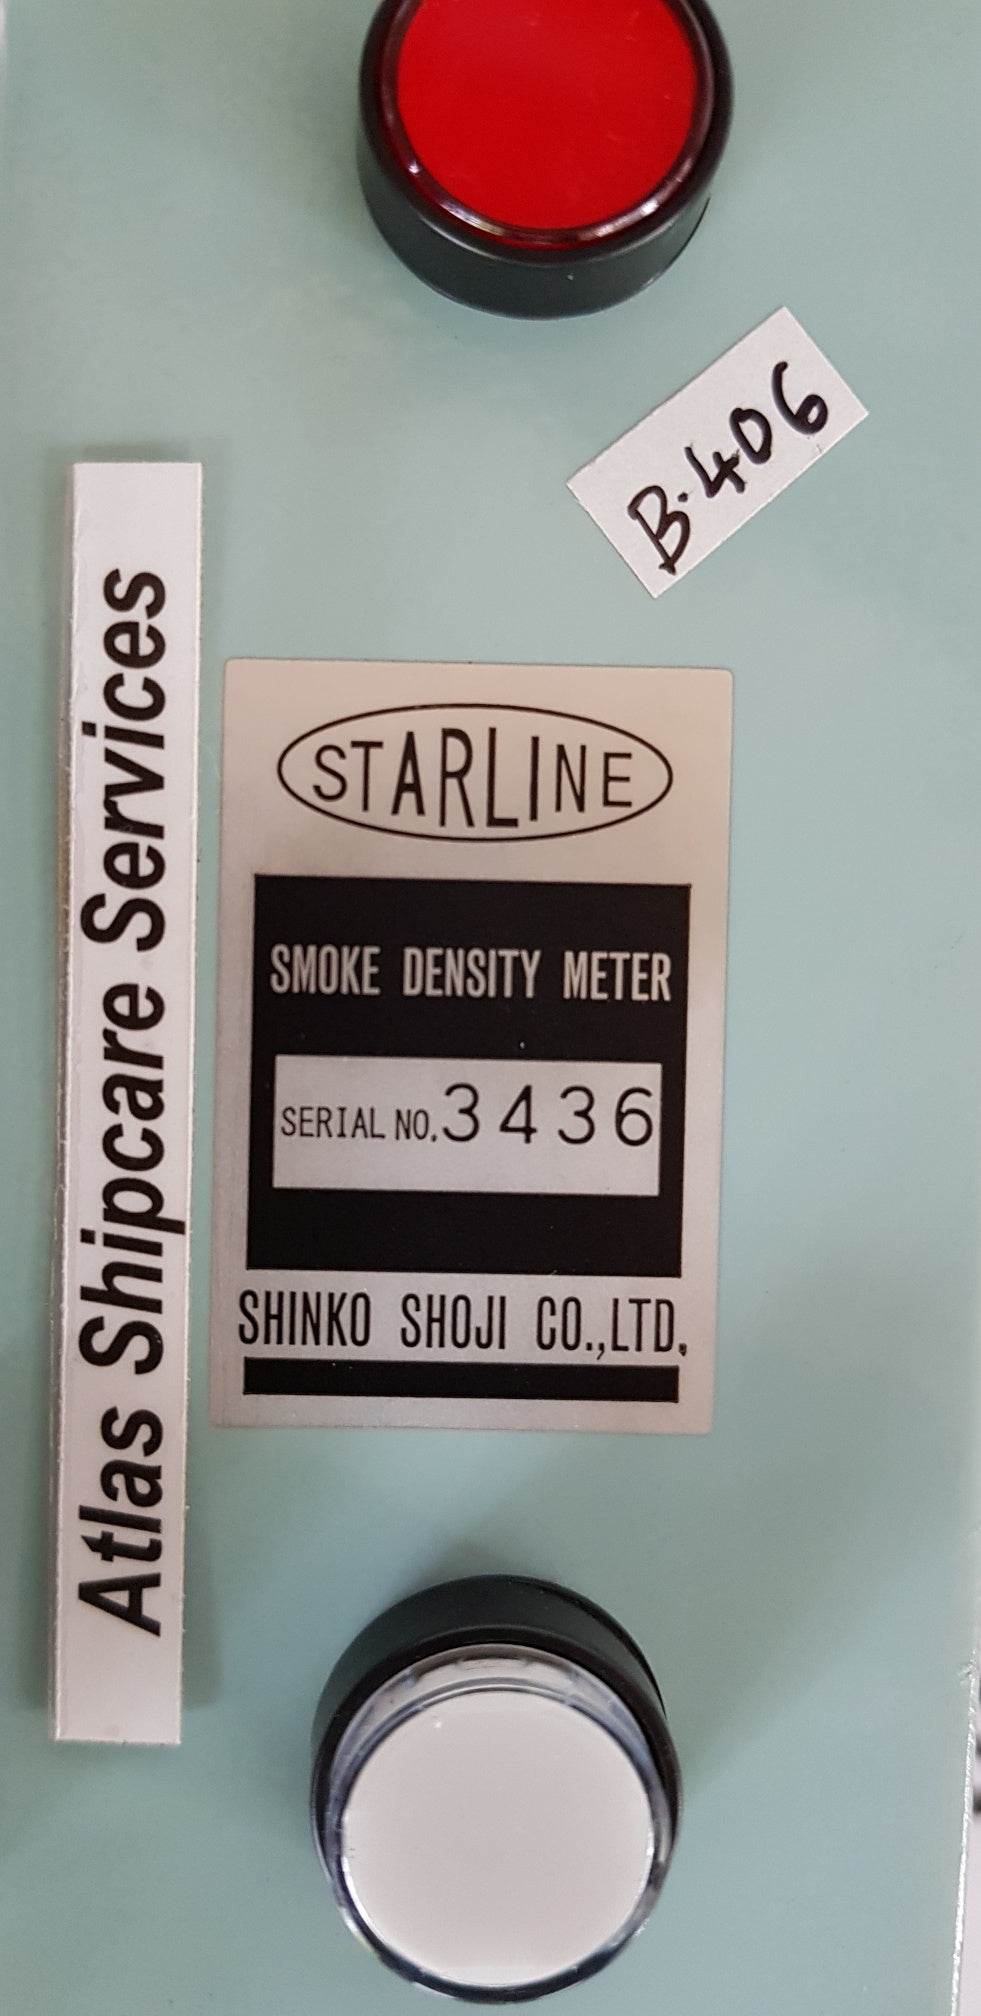 B.406
Atlas Shipcare Services
STARLINE
SMOKE DENSITY METER
SERIAL NO. 3436
SHINKO SHOJI CO.,LTD.